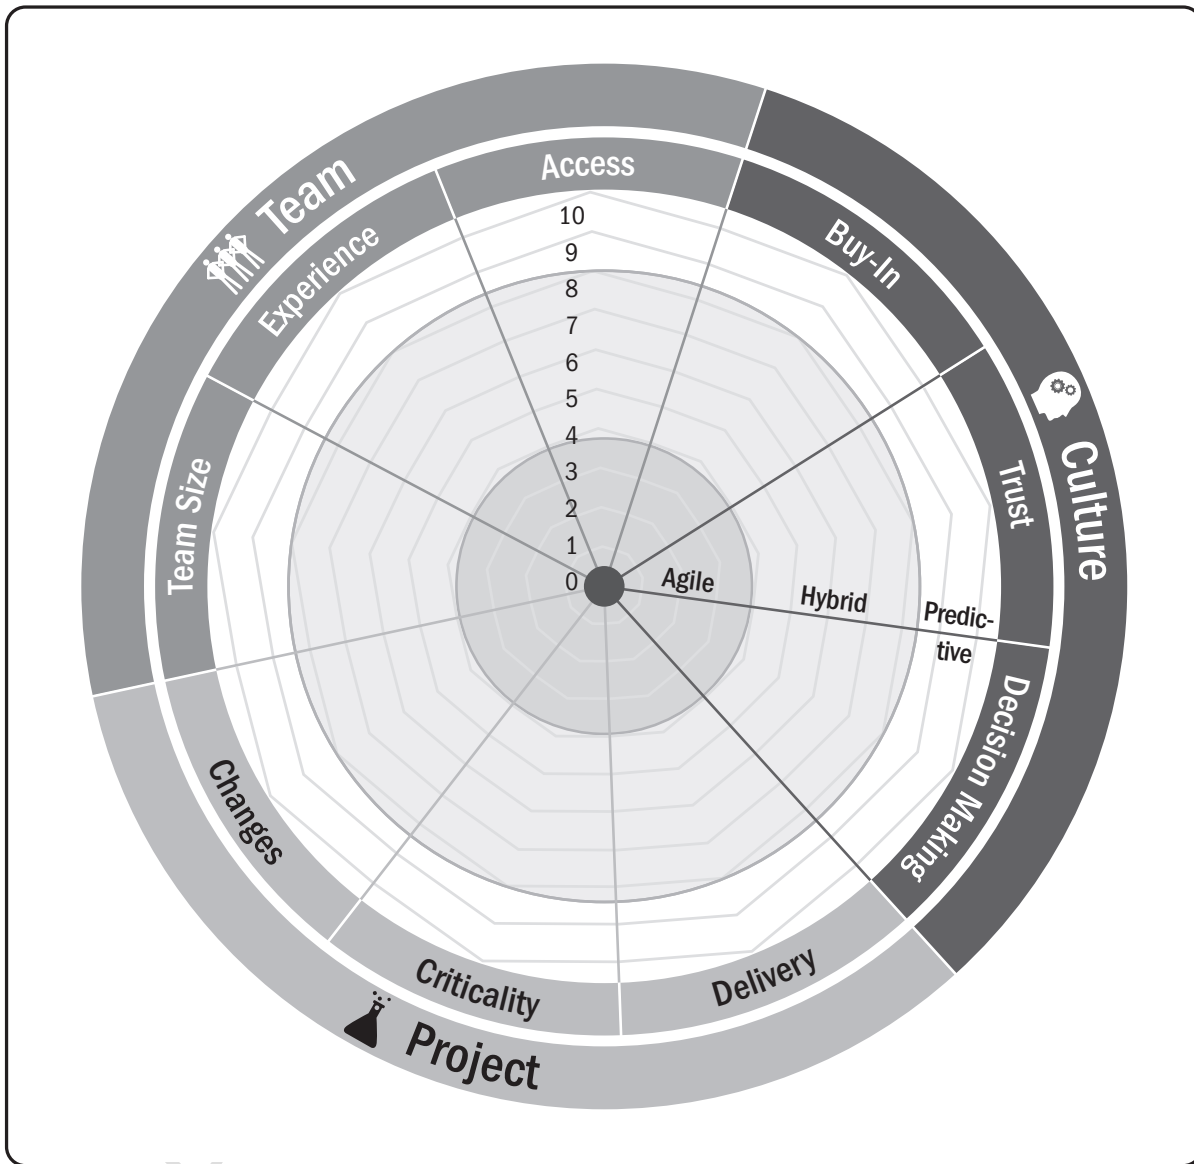 Team
Culture
Project
Access
Buy-In
Trust
Decision Making
Delivery
Criticality
Changes
Team Size
Experience
10
9
8
7
6
5
4
3
2
1
0
Agile
Hybrid
Predic-
tive